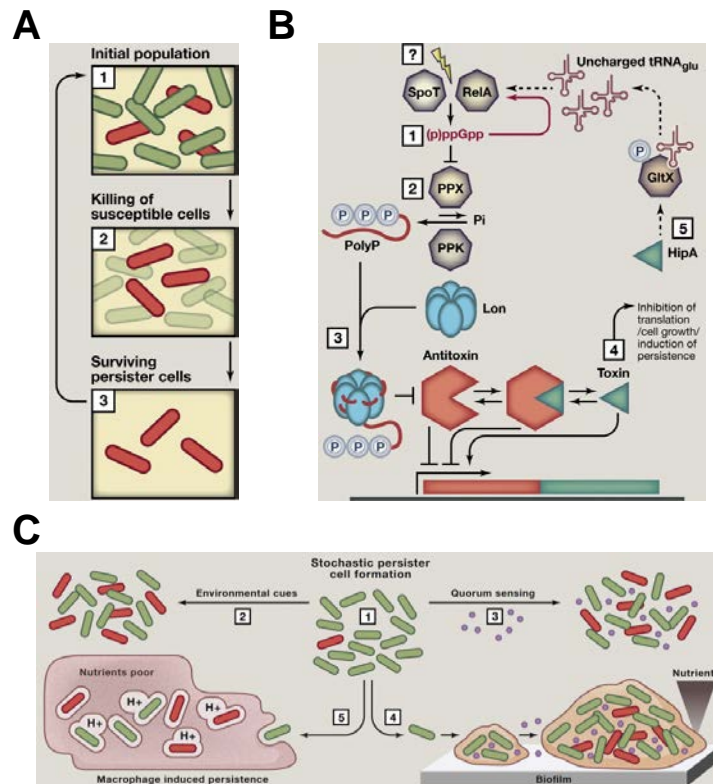 A
Initial population
1
Killing of
susceptible cells
2
Surviving
persister cells
3
B
?
SpoT
RelA
Uncharged tRNAglu
1
(p)ppGpp
P
GltX
2
PPX
P P P
Pi
PolyP
PPK
5
HipA
Lon
3
4
Inhibition of
translation
/cell growth/
induction of
persistence
Antitoxin
Toxin
P P P
C
Stochastic persister
cell formation
Environmental cues
2
1
Quorum sensing
3
Nutrients poor
H+
H+
H+
H+
5
4
Nutrient
Macrophage induced persistence
Biofilm